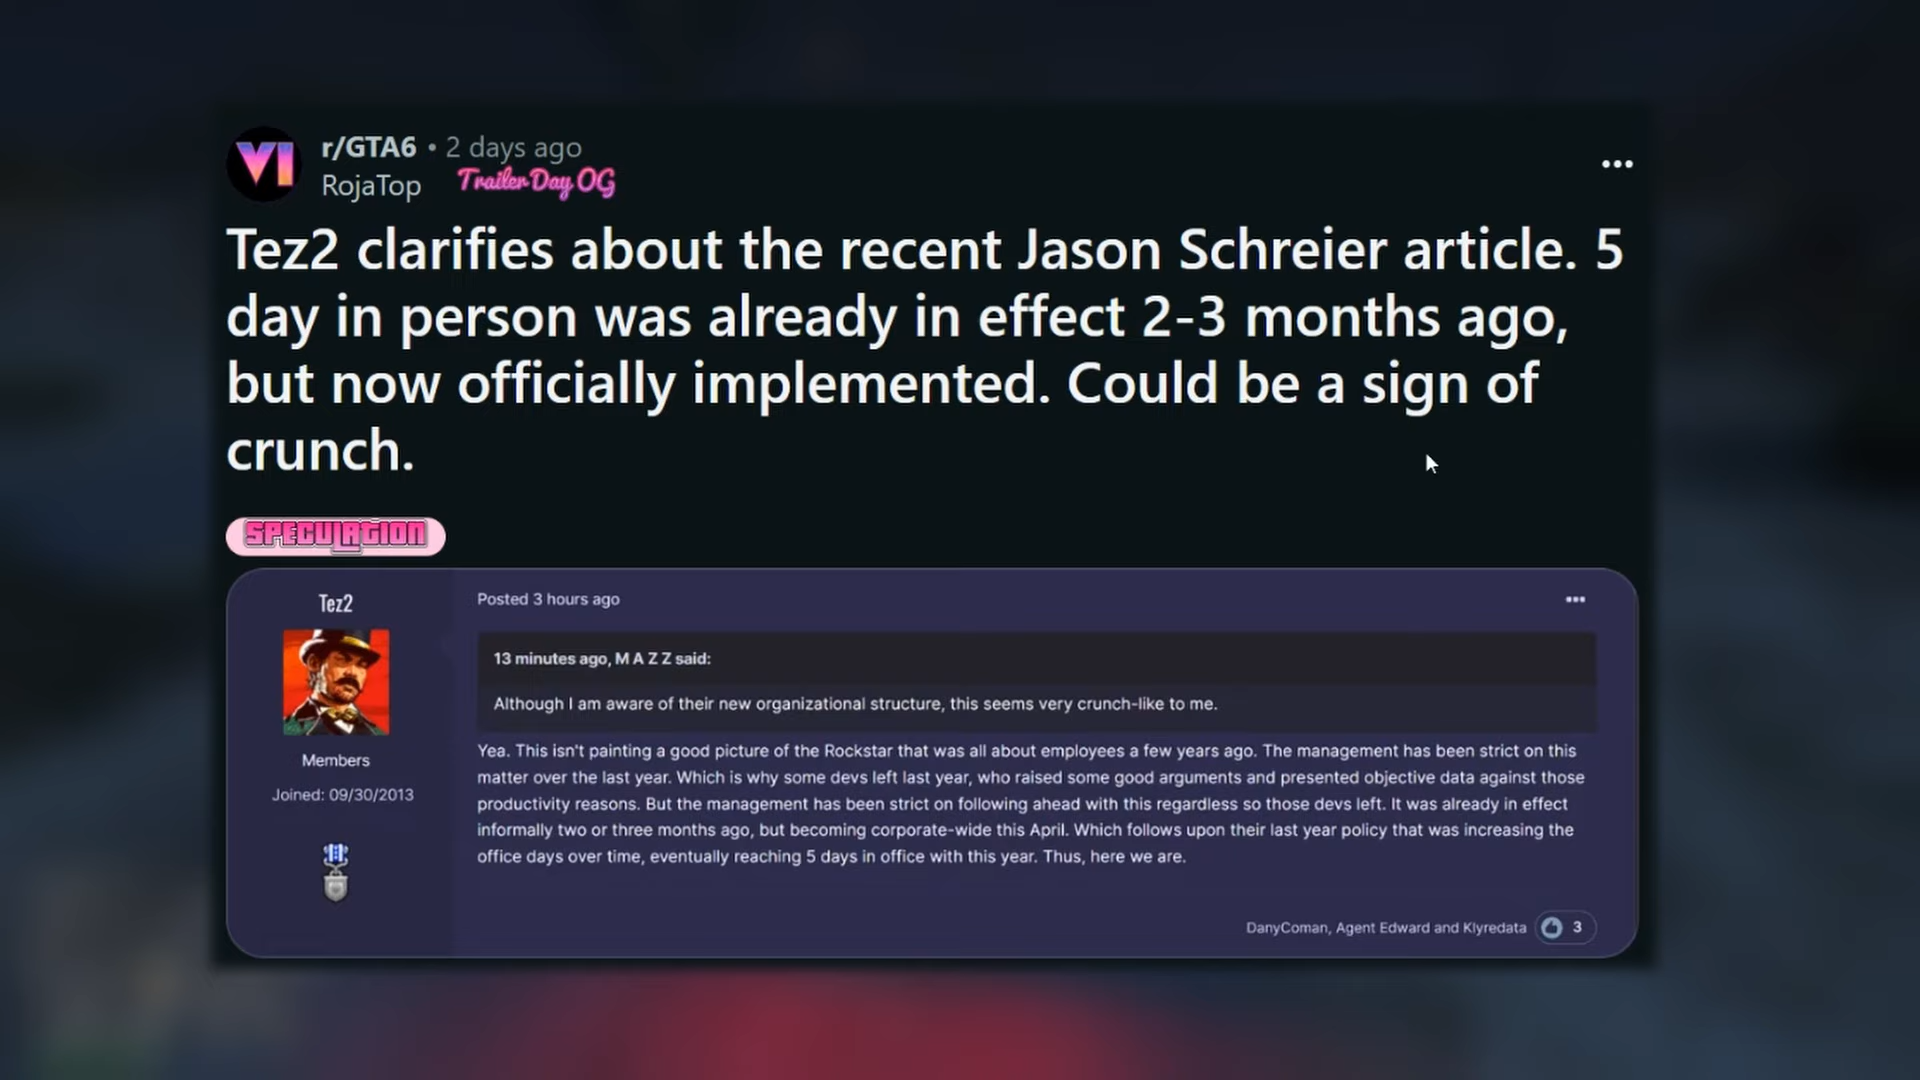 VI
r/GTA6 • 2 days ago
RojaTop Trailer Day OG
Tez2 clarifies about the recent Jason Schreier article. 5
day in person was already in effect 2-3 months ago,
but now officially implemented. Could be a sign of
crunch.
SPECULATION
Tez2
Members
Joined: 09/30/2013
Posted 3 hours ago
13 minutes ago, M A Z Z said:
Although I am aware of their new organizational structure, this seems very crunch-like to me.
Yea. This isn't painting a good picture of the Rockstar that was all about employees a few years ago. The management has been strict on this
matter over the last year. Which is why some devs left last year, who raised some good arguments and presented objective data against those
productivity reasons. But the management has been strict on following ahead with this regardless so those devs left. It was already in effect
informally two or three months ago, but becoming corporate-wide this April. Which follows upon their last year policy that was increasing the
office days over time, eventually reaching 5 days in office with this year. Thus, here we are.
DanyComan, Agent Edward and Klyredata 3